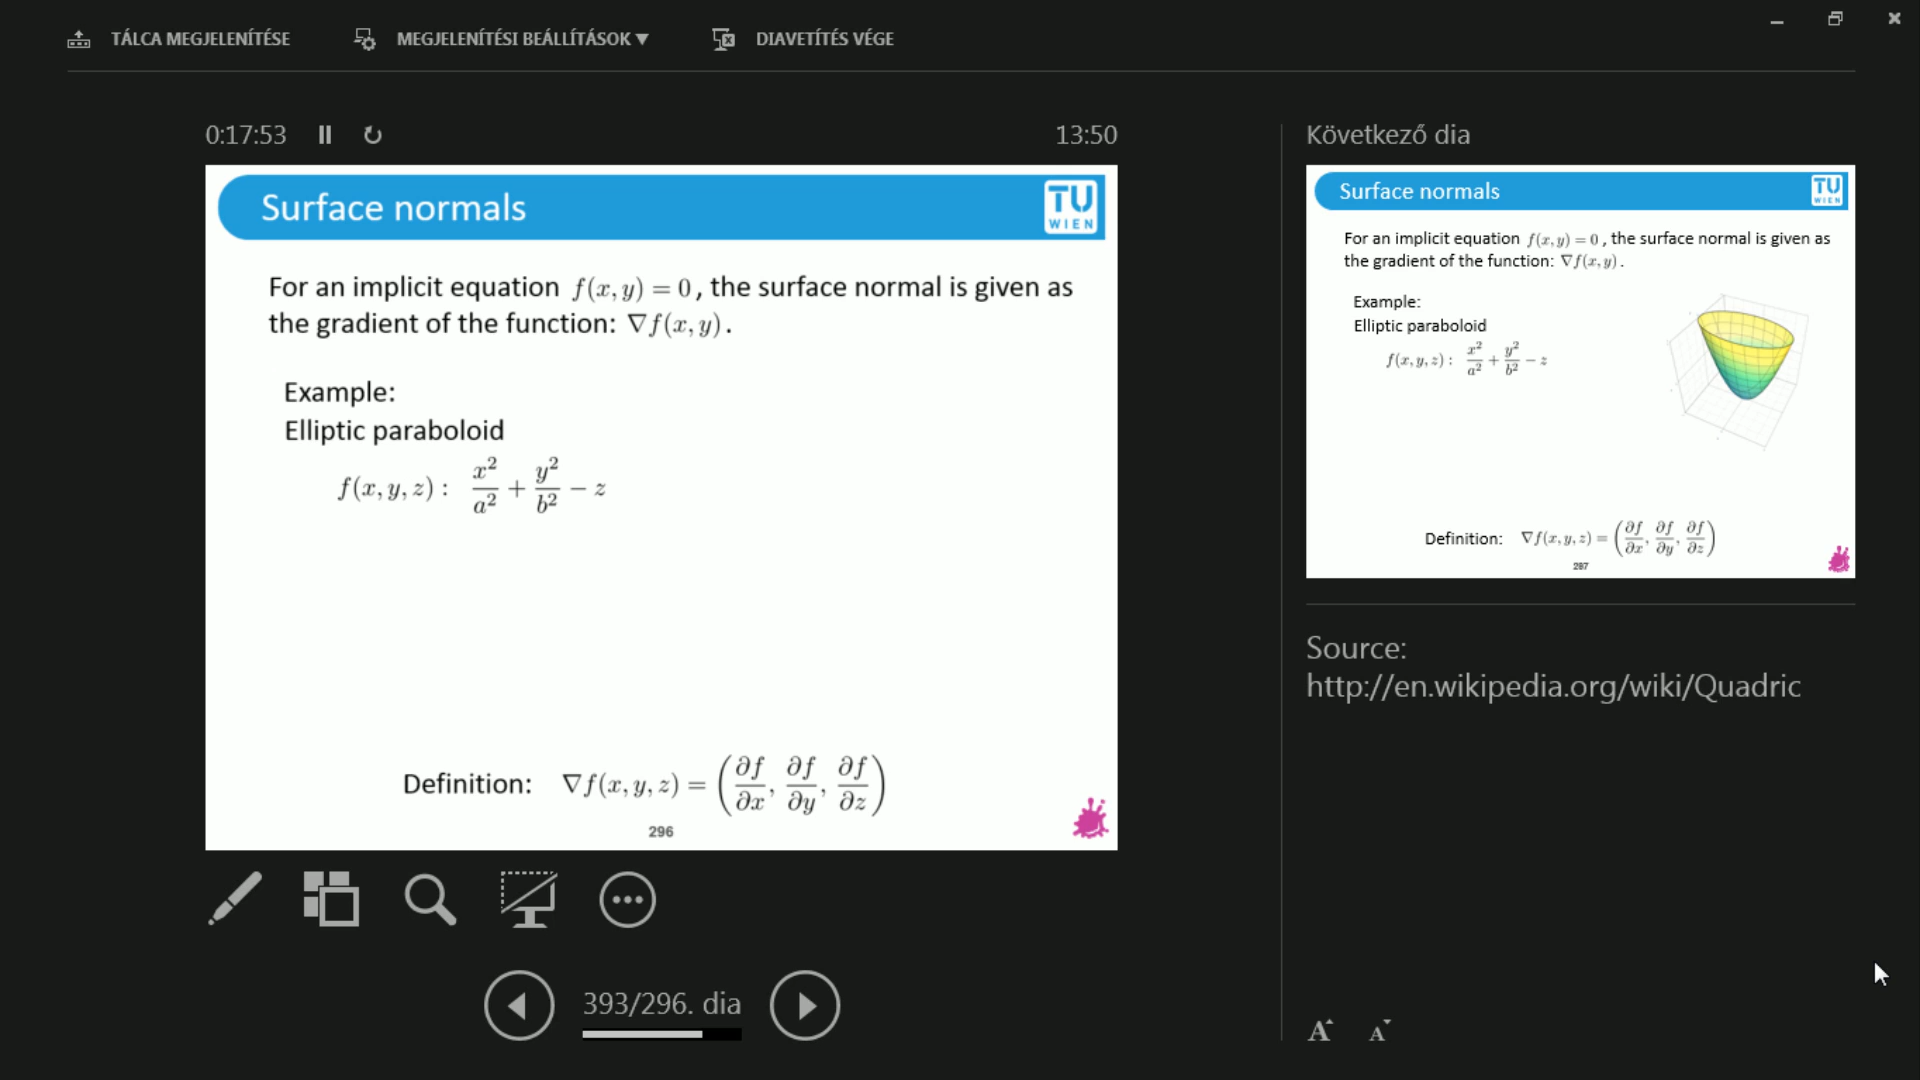 TÁLCA MEGJELENÍTÉSE
MEGJELENÍTÉSI BEÁLLÍTÁSOK ▼
DIAVETÍTÉS VÉGE
0:17:53
13:50
Surface normals
TU
WIEN
For an implicit equation f(x, y) = 0, the surface normal is given as
the gradient of the function: ∇f(x, y).
Example:
Elliptic paraboloid
f(x, y, z) : x²/a² + y²/b² − z
Definition: ∇f(x, y, z) = (∂f/∂x, ∂f/∂y, ∂f/∂z)
296
393/296. dia
Következő dia
Surface normals
TU
WIEN
For an implicit equation f(x, y) = 0, the surface normal is given as
the gradient of the function: ∇f(x, y).
Example:
Elliptic paraboloid
f(x, y, z) : x²/a² + y²/b² − z
Definition: ∇f(x, y, z) = (∂f/∂x, ∂f/∂y, ∂f/∂z)
297
Source:
http://en.wikipedia.org/wiki/Quadric
A A